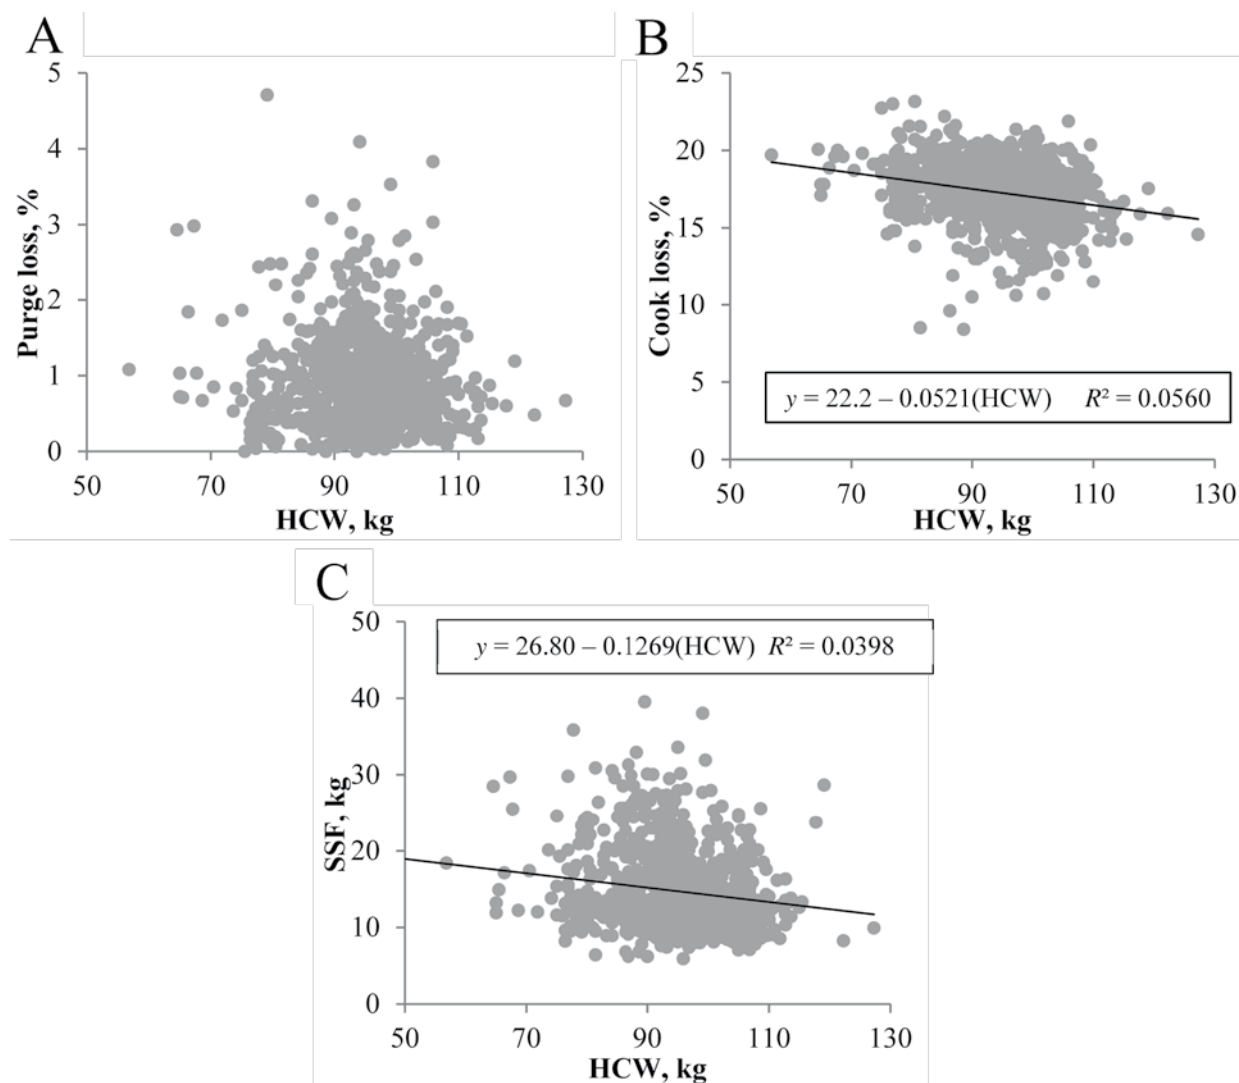 A
5
4
3
2
1
0
Purge loss, %
50 70 90 110 130
HCW, kg
B
25
20
15
10
5
0
Cook loss, %
y = 22.2 – 0.0521(HCW) R² = 0.0560
50 70 90 110 130
HCW, kg
C
50
40
30
20
10
0
SSF, kg
y = 26.80 – 0.1269(HCW) R² = 0.0398
50 70 90 110 130
HCW, kg